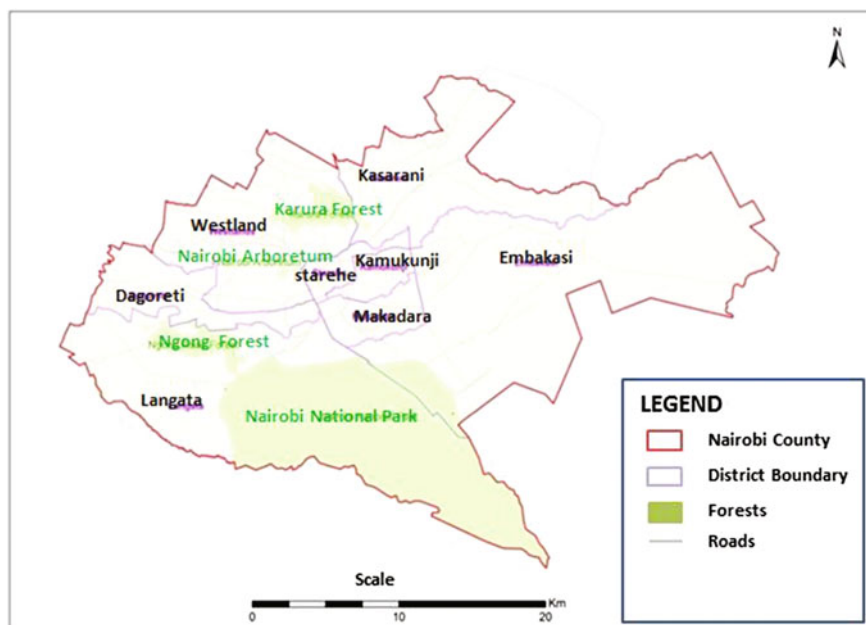 N
Kasarani
Karura Forest
Westland
Nairobi Arboretum
Kamukunji
Embakasi
starehe
Dagoreti
Makadara
Ngong Forest
Langata
Nairobi National Park
LEGEND
Nairobi County
District Boundary
Forests
Roads
Scale
Km
0 10 20